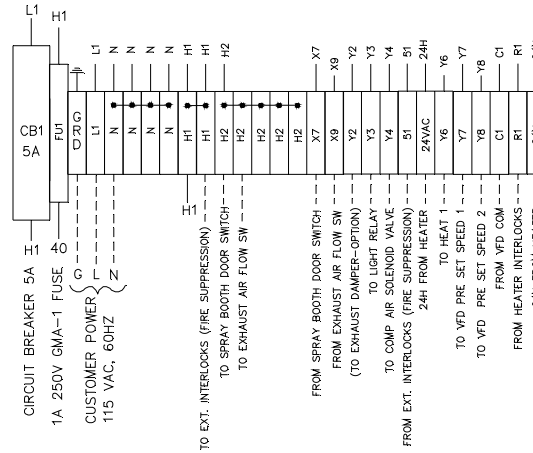 L1
H1
L1
N
N
N
N
H1
H1
H2
X7
X9
Y2
Y3
Y4
51
24H
Y6
Y7
Y8
C1
R1
CB1
5A
FU1
GRD
L1
N
N
N
N
H1
H1
H2
H2
H2
H2
H2
X7
X9
Y2
Y3
Y4
51
24VAC
Y6
Y7
Y8
C1
R1
H1
40
G
L
N
H1
CIRCUIT BREAKER 5A
1A 250V GMA-1 FUSE
CUSTOMER POWER
115 VAC, 60HZ
TO EXT. INTERLOCKS (FIRE SUPPRESSION)
TO SPRAY BOOTH DOOR SWITCH
TO EXHAUST AIR FLOW SW
FROM SPRAY BOOTH DOOR SWITCH
FROM EXHAUST AIR FLOW SW
(TO EXHAUST DAMPER-OPTION)
TO LIGHT RELAY
TO COMP AIR SOLENOID VALVE
FROM EXT. INTERLOCKS (FIRE SUPPRESSION)
24H FROM HEATER
TO HEAT 1
TO VFD PRE SET SPEED 1
TO VFD PRE SET SPEED 2
FROM VFD COM
FROM HEATER INTERLOCKS